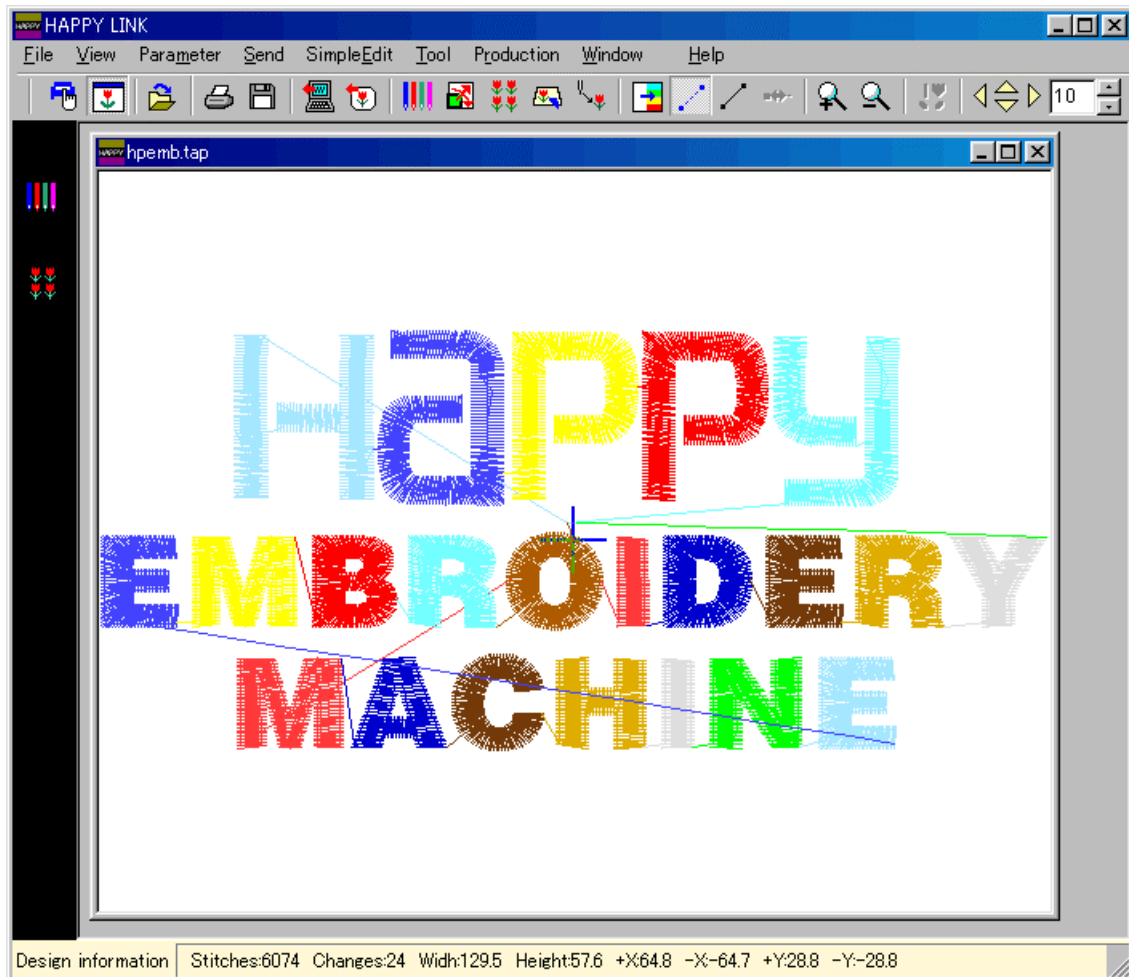 HAPPY LINK
File View Parameter Send SimpleEdit Tool Production Window Help
10
hpemb.tap
Happy
EMBROIDERY
MACHINE
Design information Stitches:6074 Changes:24 Widh:129.5 Height:57.6 +X:64.8 -X:-64.7 +Y:28.8 -Y:-28.8